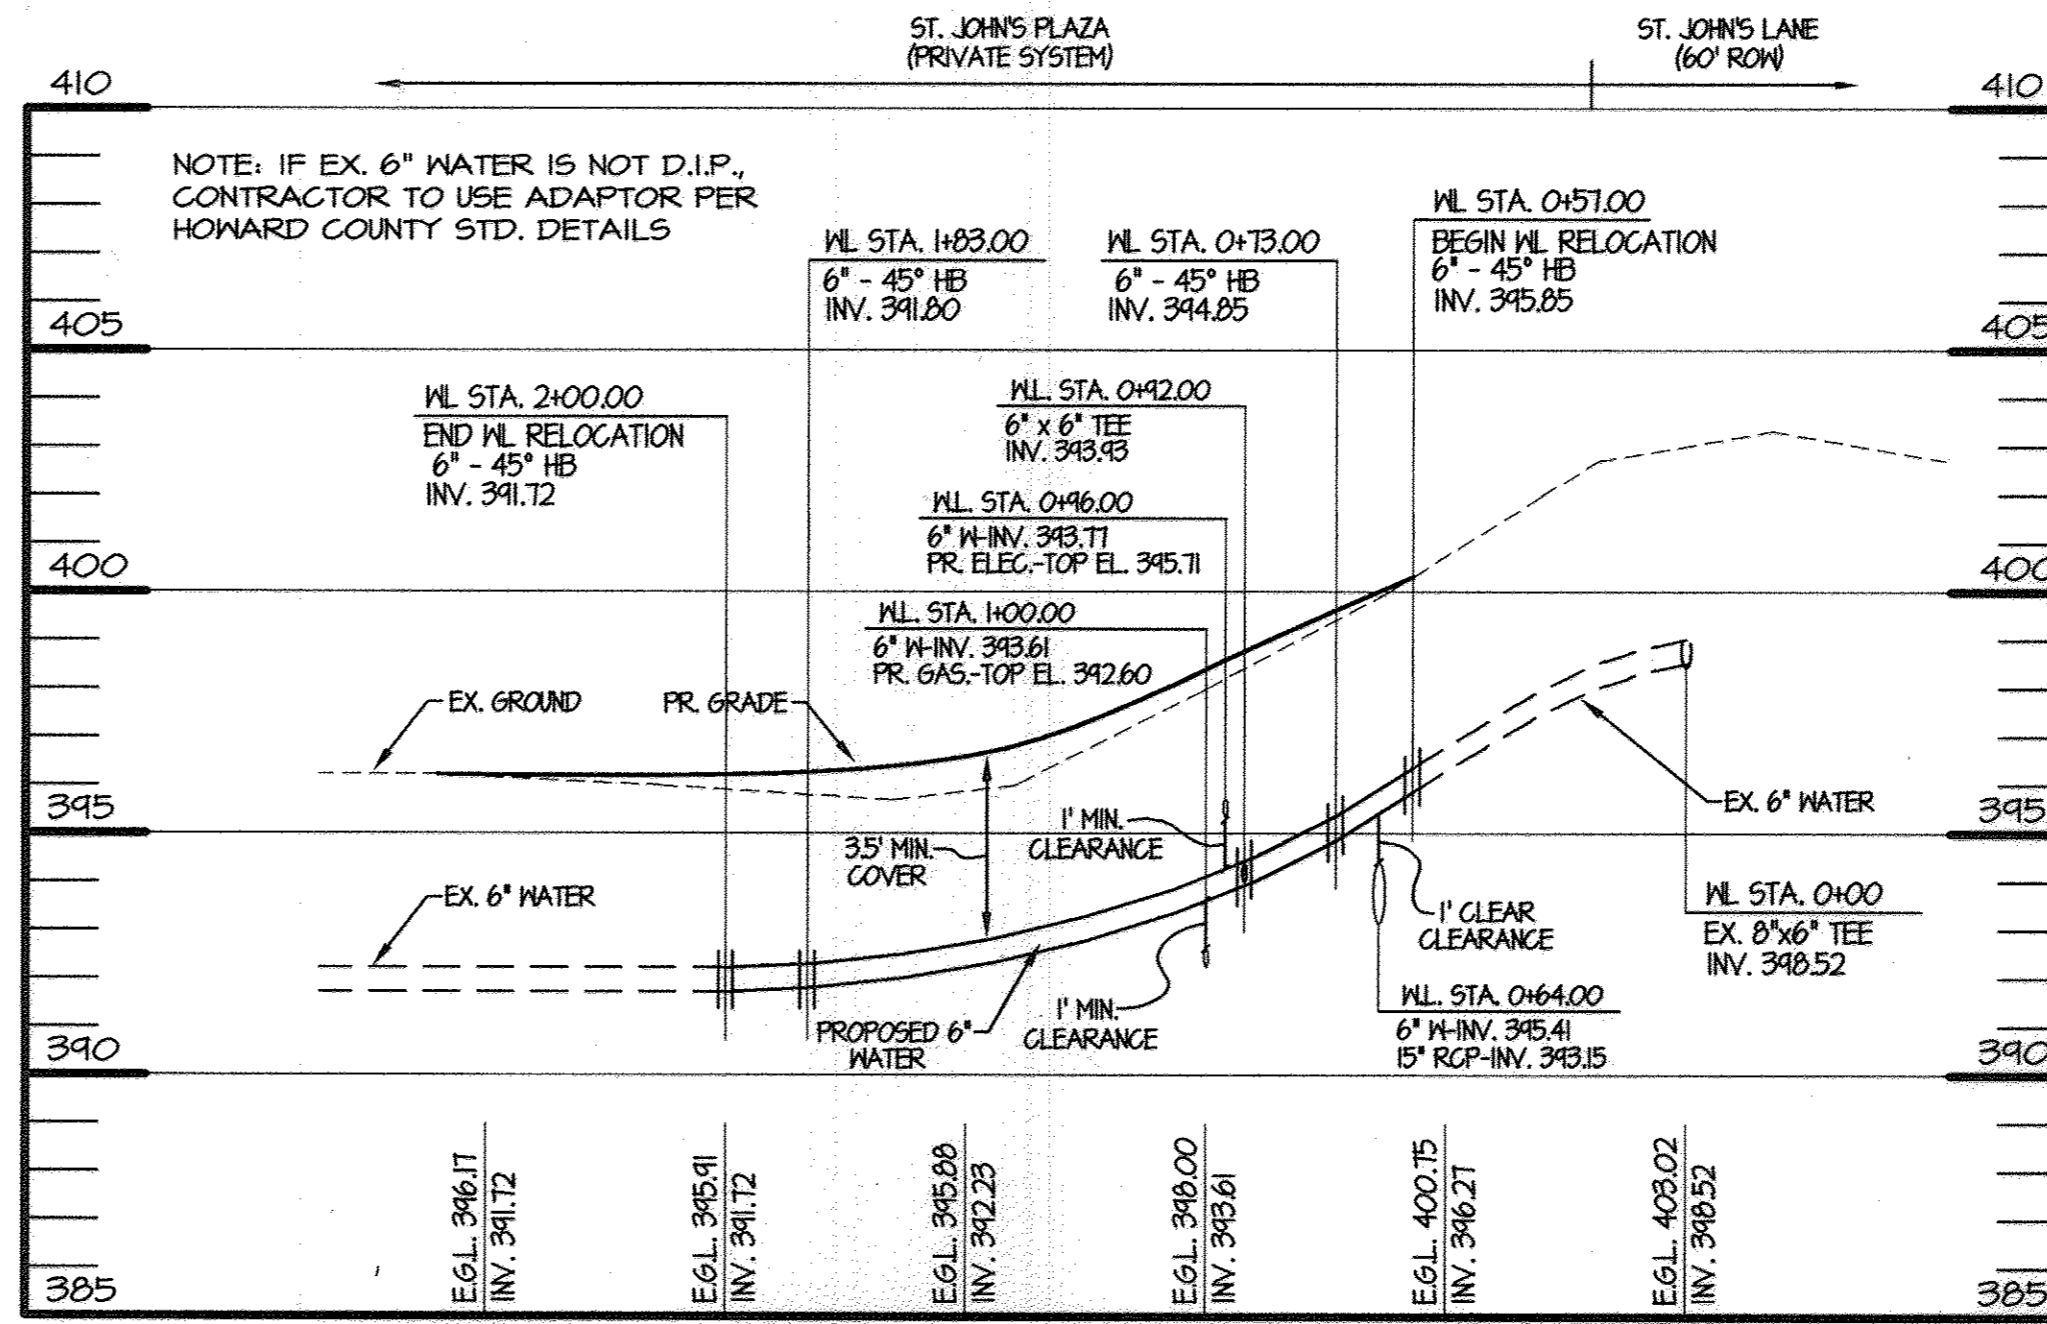 ST. JOHN'S PLAZA
(PRIVATE SYSTEM)
ST. JOHN'S LANE
(60' ROW)
410
410
NOTE: IF EX. 6" WATER IS NOT D.I.P.,
CONTRACTOR TO USE ADAPTOR PER
HOWARD COUNTY STD. DETAILS
WL STA. 1+83.00
6" - 45° HB
INV. 391.80
WL STA. 0+73.00
6" - 45° HB
INV. 394.85
WL STA. 0+57.00
BEGIN WL RELOCATION
6" - 45° HB
INV. 395.85
405
405
WL STA. 2+00.00
END WL RELOCATION
6" - 45° HB
INV. 391.72
W.L. STA. 0+92.00
6" x 6" TEE
INV. 393.93
W.L. STA. 0+96.00
6" W-INV. 393.77
PR. ELEC.-TOP EL. 395.71
400
400
W.L. STA. 1+00.00
6" W-INV. 393.61
PR. GAS.-TOP EL. 392.60
EX. GROUND
PR. GRADE
395
395
3.5' MIN.
COVER
1' MIN.
CLEARANCE
EX. 6" WATER
EX. 6" WATER
1' CLEAR
CLEARANCE
WL STA. 0+00
EX. 8"x6" TEE
INV. 398.52
PROPOSED 6"
WATER
1' MIN.
CLEARANCE
W.L. STA. 0+64.00
6" W-INV. 395.41
15" RCP-INV. 393.15
390
390
E.G.L. 396.17
INV. 391.72
E.G.L. 395.91
INV. 391.72
E.G.L. 395.88
INV. 392.23
E.G.L. 398.00
INV. 393.61
E.G.L. 400.75
INV. 396.27
E.G.L. 403.02
INV. 398.52
385
385